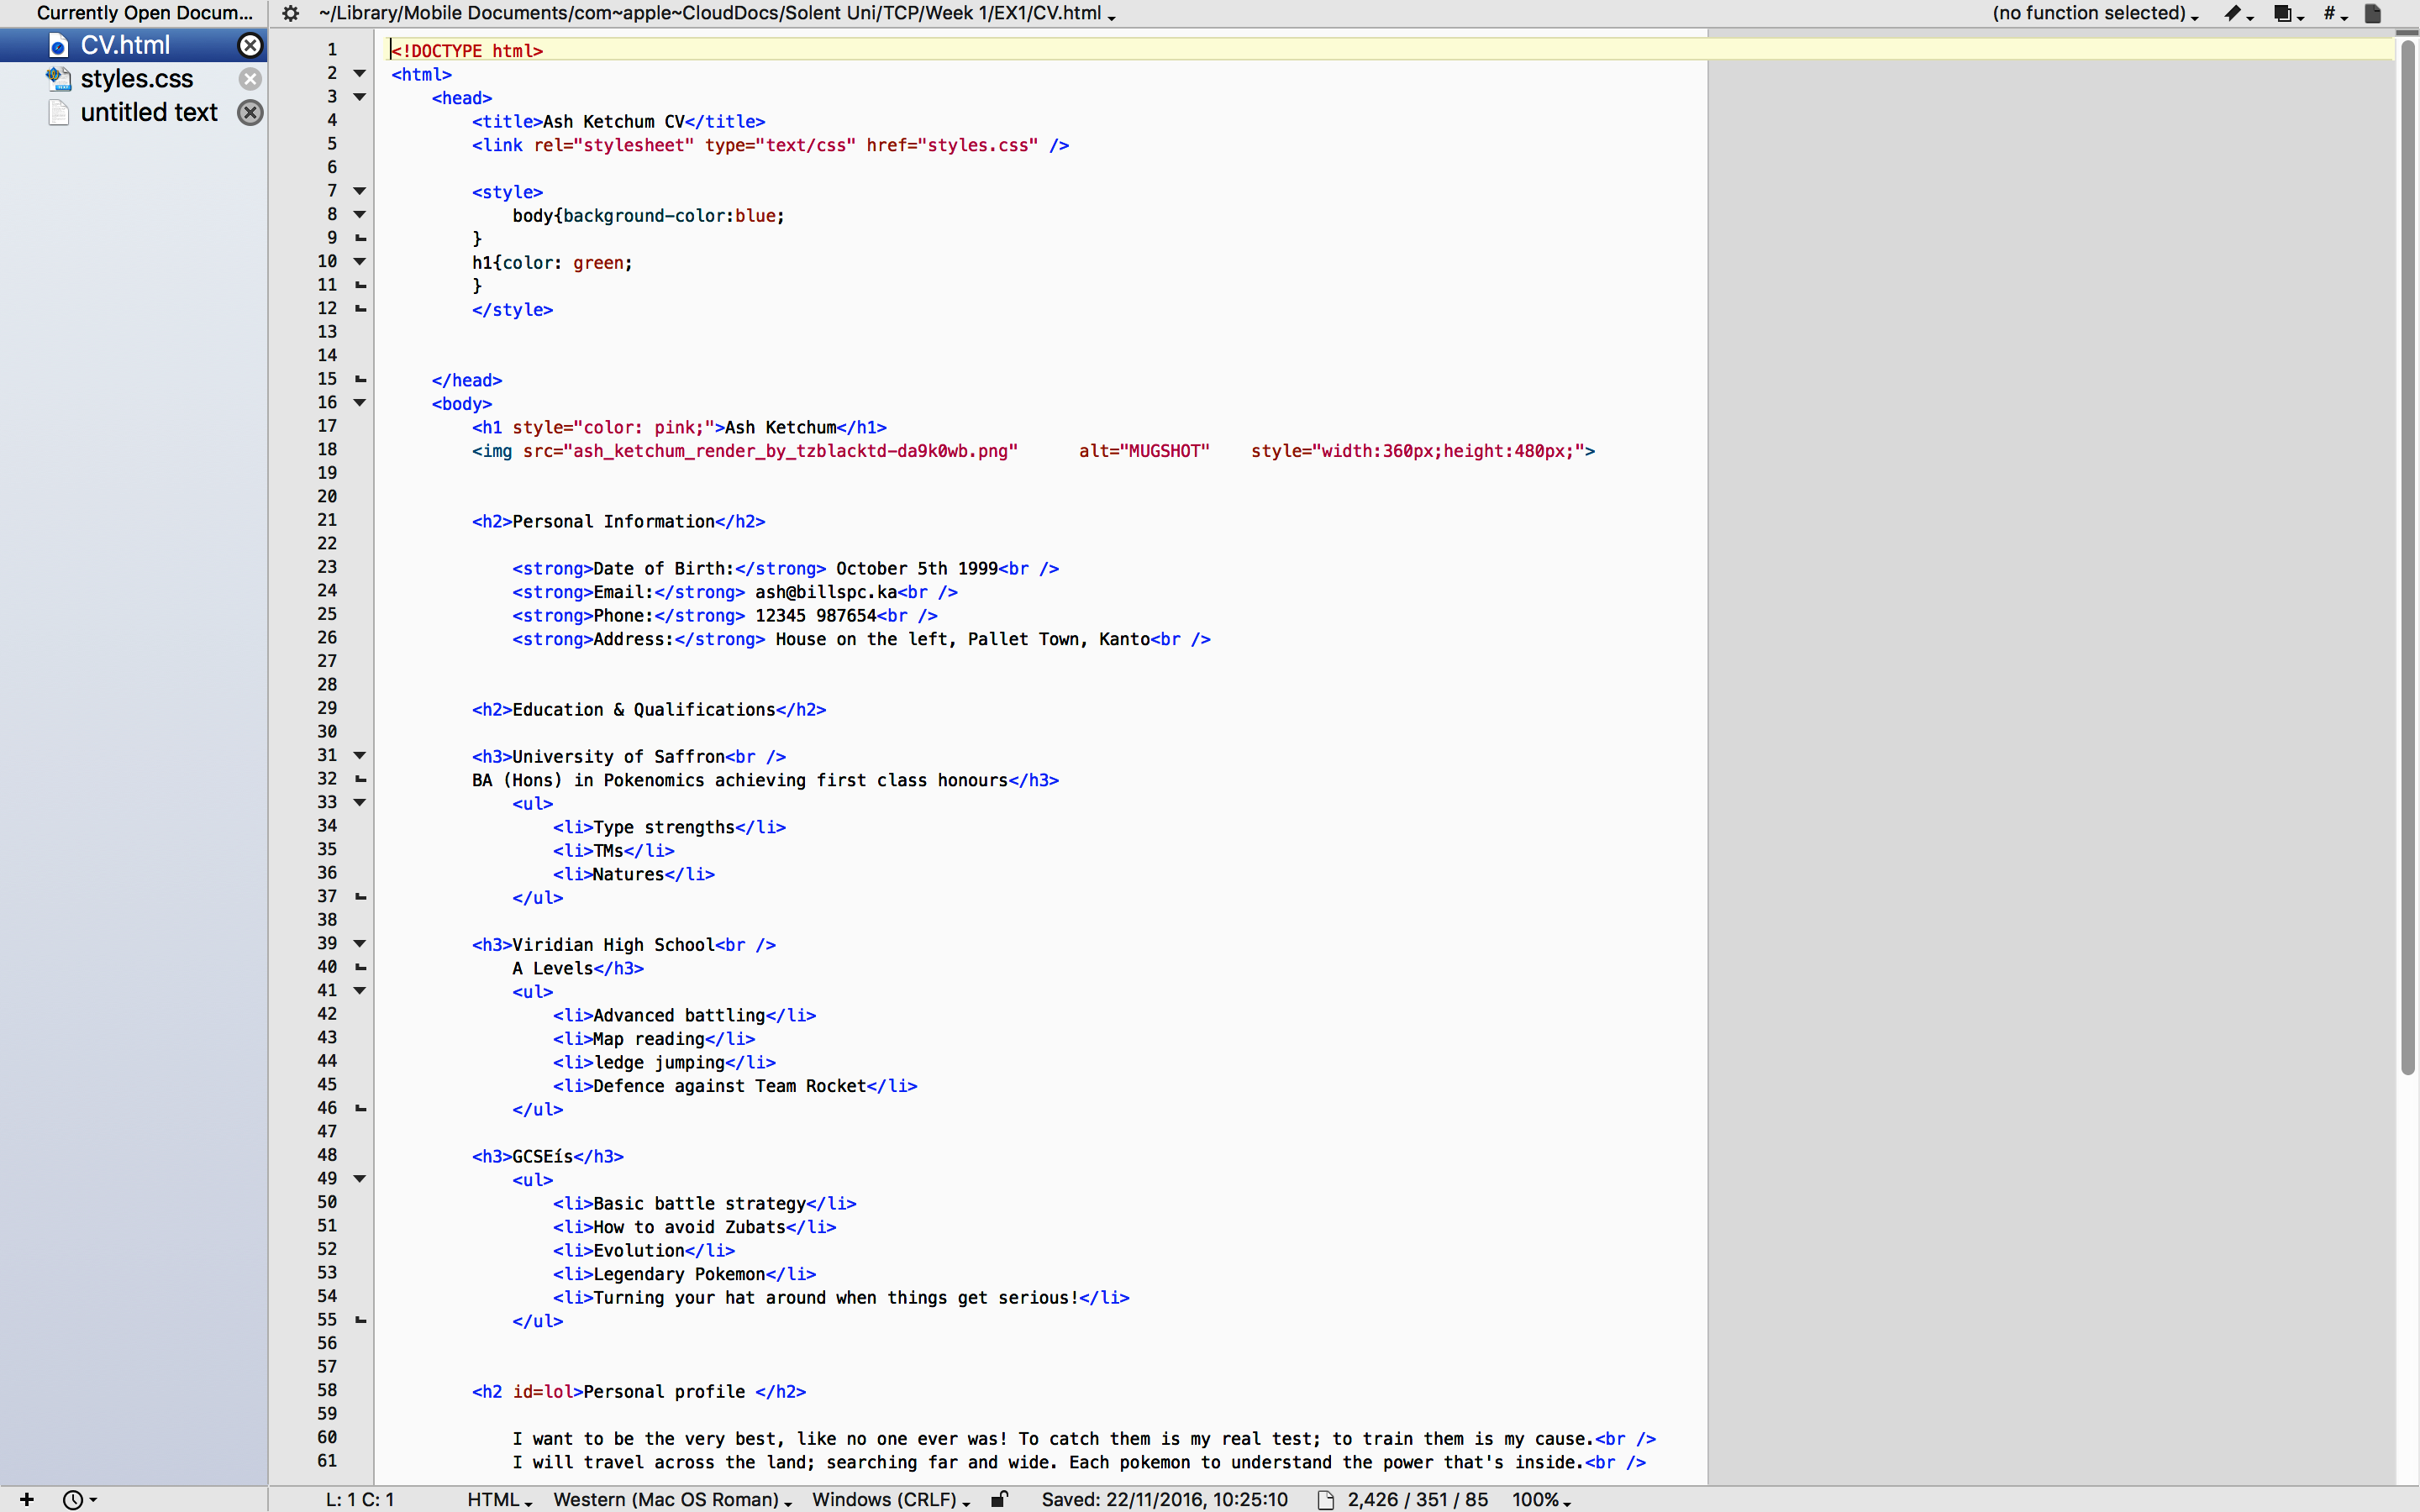 Currently Open Docum...
~/Library/Mobile Documents/com~apple~CloudDocs/Solent Uni/TCP/Week 1/EX1/CV.html
(no function selected)
#
CV.html
styles.css
untitled text
1 <!DOCTYPE html>
2 <html>
3 <head>
4 <title>Ash Ketchum CV</title>
5 <link rel="stylesheet" type="text/css" href="styles.css" />
6
7 <style>
8 body{background-color:blue;
9 }
10 h1{color: green;
11 }
12 </style>
13
14
15 </head>
16 <body>
17 <h1 style="color: pink;">Ash Ketchum</h1>
18 <img src="ash_ketchum_render_by_tzblacktd-da9k0wb.png" alt="MUGSHOT" style="width:360px;height:480px;">
19
20
21 <h2>Personal Information</h2>
22
23 <strong>Date of Birth:</strong> October 5th 1999<br />
24 <strong>Email:</strong> ash@billspc.ka<br />
25 <strong>Phone:</strong> 12345 987654<br />
26 <strong>Address:</strong> House on the left, Pallet Town, Kanto<br />
27
28
29 <h2>Education & Qualifications</h2>
30
31 <h3>University of Saffron<br />
32 BA (Hons) in Pokenomics achieving first class honours</h3>
33 <ul>
34 <li>Type strengths</li>
35 <li>TMs</li>
36 <li>Natures</li>
37 </ul>
38
39 <h3>Viridian High School<br />
40 A Levels</h3>
41 <ul>
42 <li>Advanced battling</li>
43 <li>Map reading</li>
44 <li>ledge jumping</li>
45 <li>Defence against Team Rocket</li>
46 </ul>
47
48 <h3>GCSEís</h3>
49 <ul>
50 <li>Basic battle strategy</li>
51 <li>How to avoid Zubats</li>
52 <li>Evolution</li>
53 <li>Legendary Pokemon</li>
54 <li>Turning your hat around when things get serious!</li>
55 </ul>
56
57
58 <h2 id=lol>Personal profile </h2>
59
60 I want to be the very best, like no one ever was! To catch them is my real test; to train them is my cause.<br />
61 I will travel across the land; searching far and wide. Each pokemon to understand the power that's inside.<br />
L: 1 C: 1 HTML Western (Mac OS Roman) Windows (CRLF) Saved: 22/11/2016, 10:25:10 2,426 / 351 / 85 100%